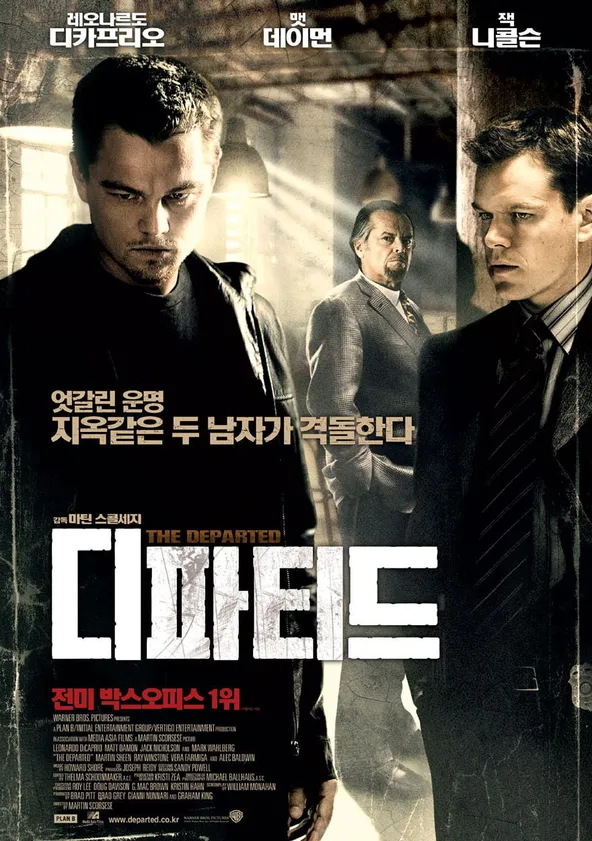 레오나르도
디카프리오
맷
데이먼
잭
니콜슨
엇갈린 운명
지옥같은 두 남자가 격돌한다
감독 마틴 스콜세지
THE DEPARTED
디파티드
전미 박스오피스 1위
WARNER BROS. PICTURES PRESENTS
A PLAN B/INITIAL ENTERTAINMENT GROUP/VERTIGO ENTERTAINMENT PRODUCTION
IN ASSOCIATION WITH MEDIA ASIA FILMS A MARTIN SCORSESE PICTURE
LEONARDO DiCAPRIO MATT DAMON JACK NICHOLSON AND MARK WAHLBERG
"THE DEPARTED" MARTIN SHEEN RAY WINSTONE VERA FARMIGA AND ALEC BALDWIN
HOWARD SHORE JOSEPH REIDY SANDY POWELL
THELMA SCHOONMAKER A.C.E. KRISTI ZEA MICHAEL BALLHAUS A.S.C.
ROY LEE DOUG DAVISON G. MAC BROWN KRISTIN HAHN WILLIAM MONAHAN
BRAD PITT BRAD GREY GIANNI NUNNARI AND GRAHAM KING
MARTIN SCORSESE
PLAN B
www.departed.co.kr